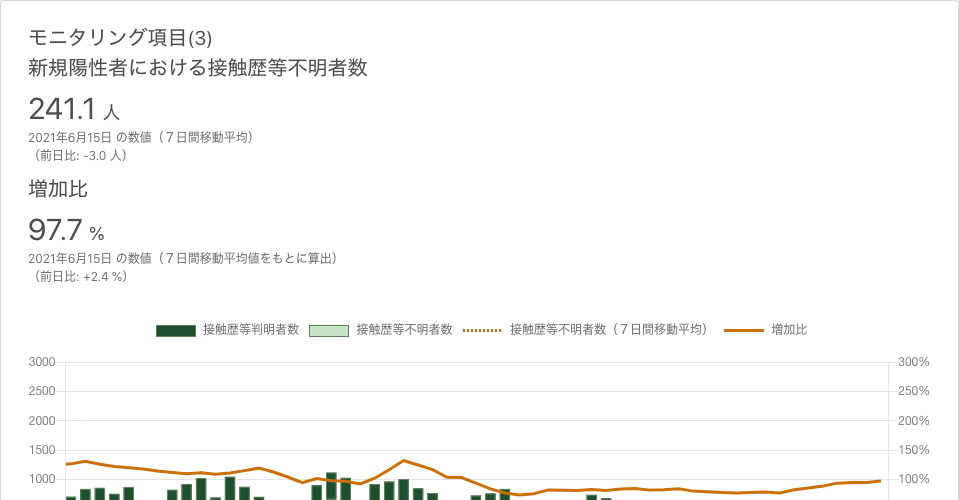 モニタリング項目(3)
新規陽性者における接触歴等不明者数
241.1 人
2021年6月15日 の数値（７日間移動平均）
（前日比: -3.0 人）
増加比
97.7 %
2021年6月15日 の数値（７日間移動平均値をもとに算出）
（前日比: +2.4 %）
接触歴等判明者数 接触歴等不明者数 接触歴等不明者数（７日間移動平均） 増加比
3000 300%
2500 250%
2000 200%
1500 150%
1000 100%